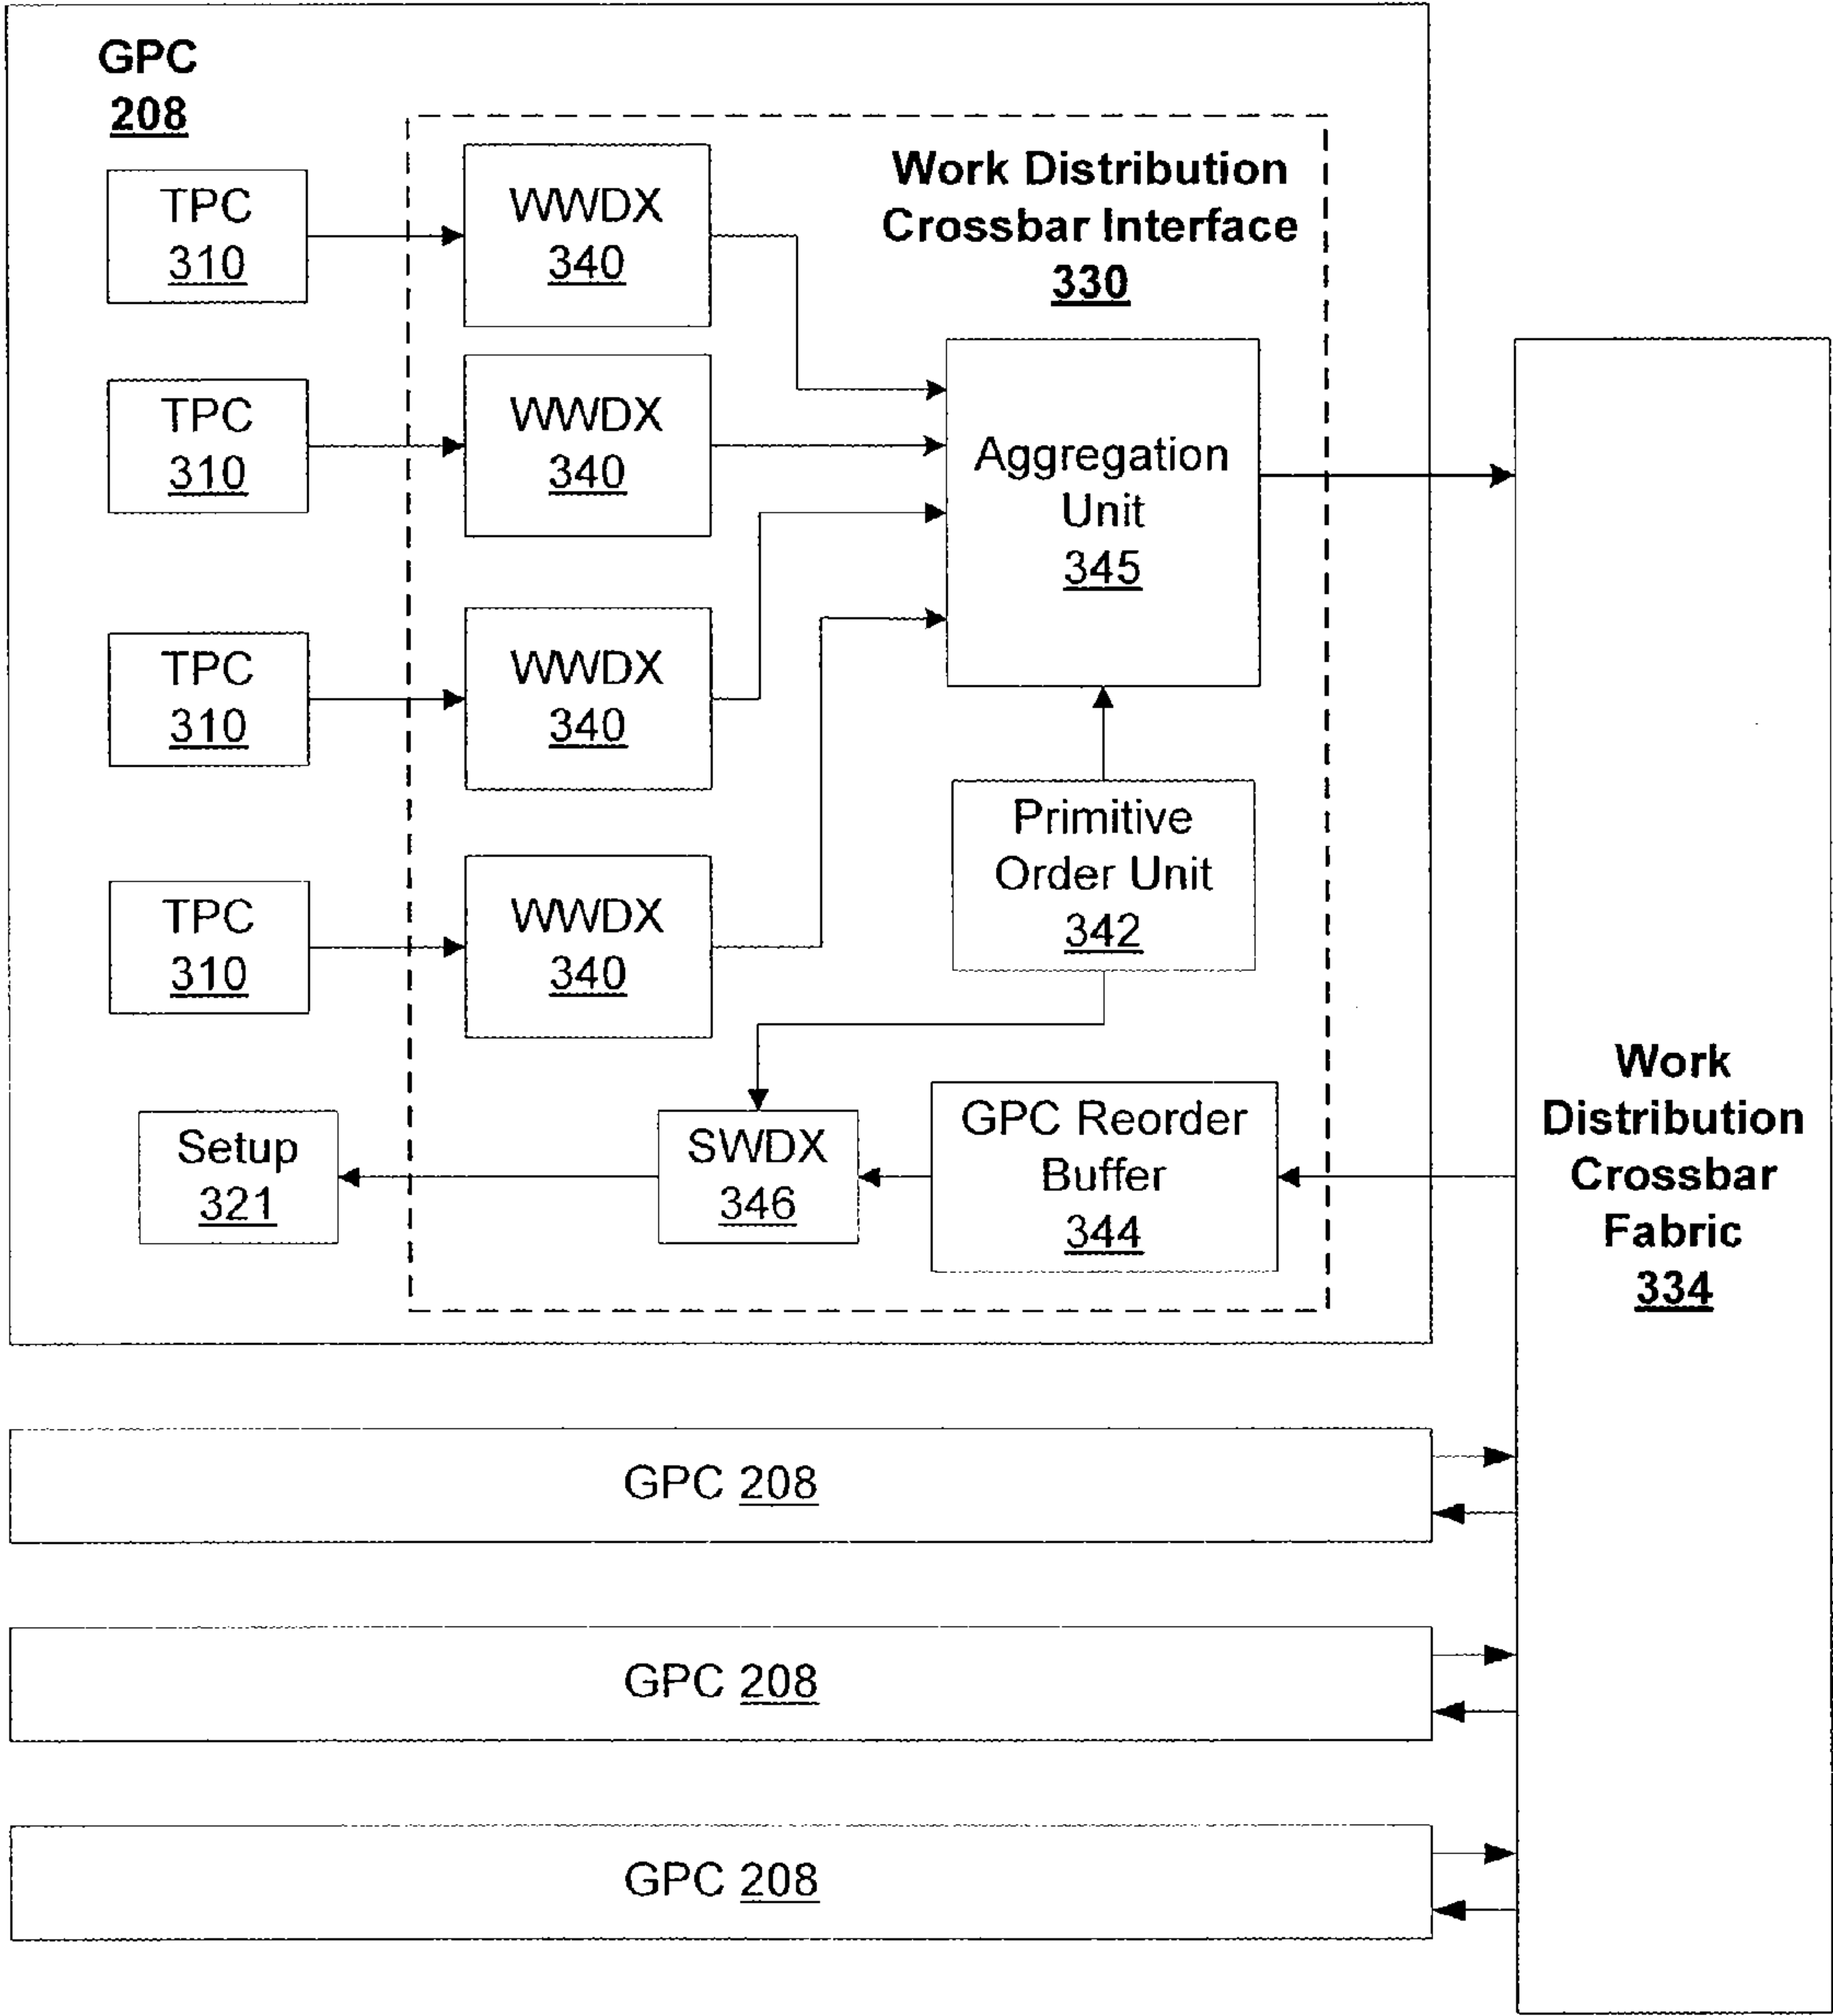 GPC
208
TPC
310
WWDX
340
Work Distribution
Crossbar Interface
330
TPC
310
WWDX
340
Aggregation
Unit
345
TPC
310
WWDX
340
Primitive
Order Unit
342
TPC
310
WWDX
340
Setup
321
SWDX
346
GPC Reorder
Buffer
344
Work
Distribution
Crossbar
Fabric
334
GPC 208
GPC 208
GPC 208